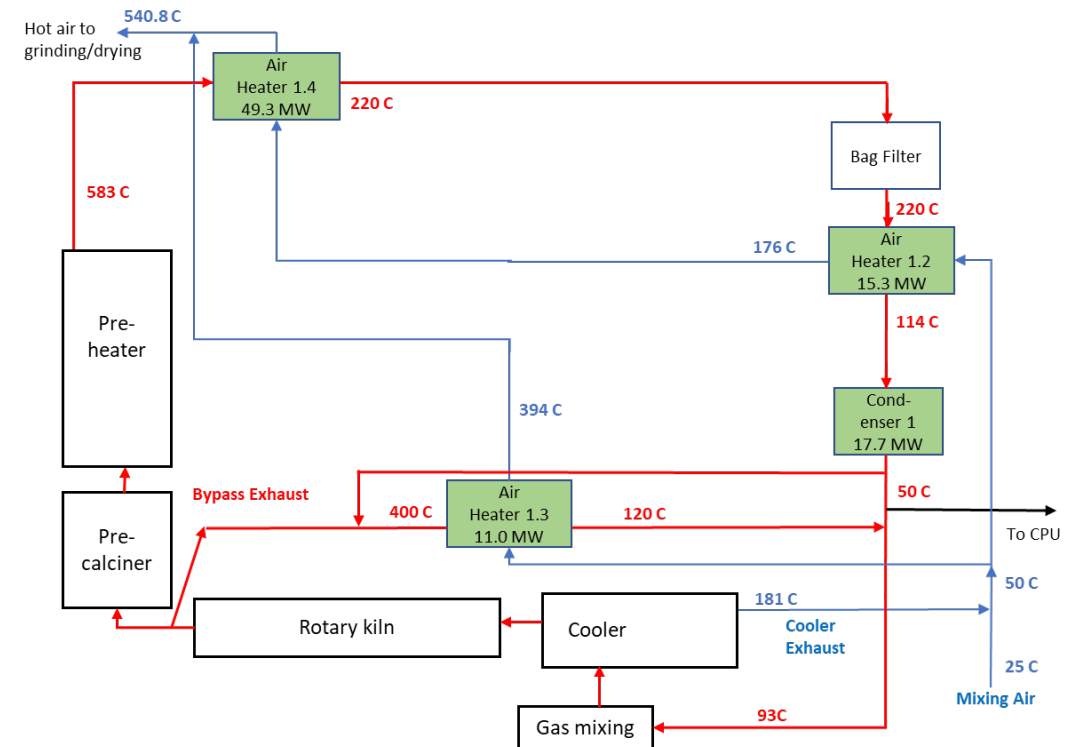 540.8 C
Hot air to
grinding/drying
Air
Heater 1.4
49.3 MW
220 C
Bag Filter
583 C
220 C
Air
Heater 1.2
15.3 MW
176 C
114 C
Pre-
heater
Cond-
enser 1
17.7 MW
394 C
Bypass Exhaust
400 C
Air
Heater 1.3
11.0 MW
120 C
50 C
To CPU
Pre-
calciner
50 C
Rotary kiln
Cooler
181 C
Cooler
Exhaust
25 C
Mixing Air
93C
Gas mixing